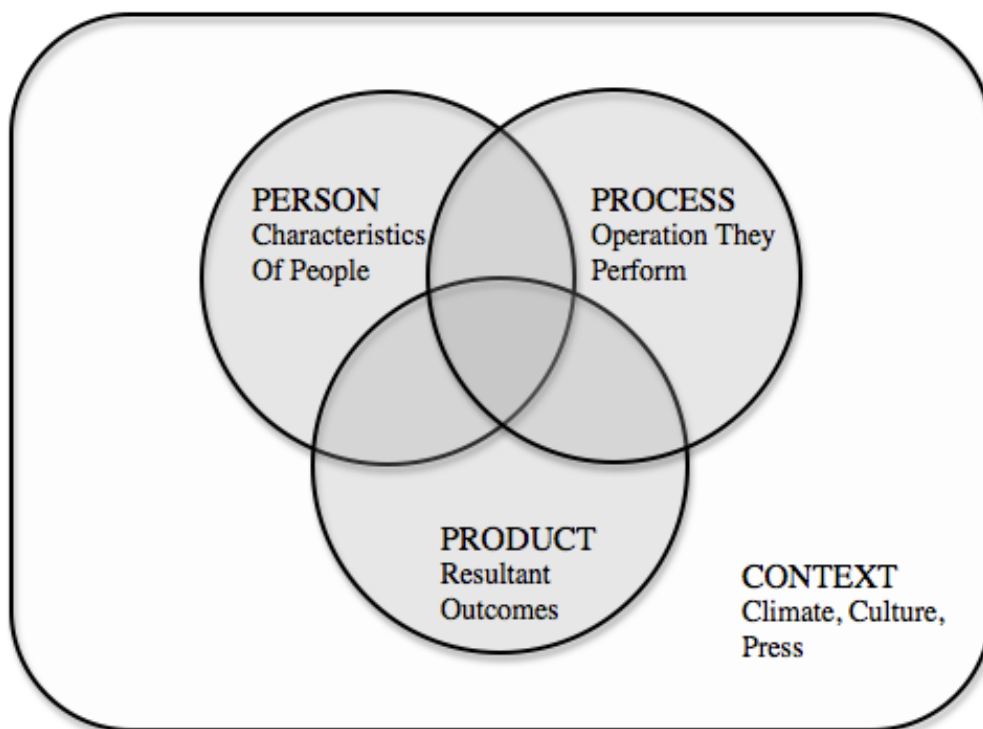 PERSON
Characteristics
Of People
PROCESS
Operation They
Perform
PRODUCT
Resultant
Outcomes
CONTEXT
Climate, Culture,
Press